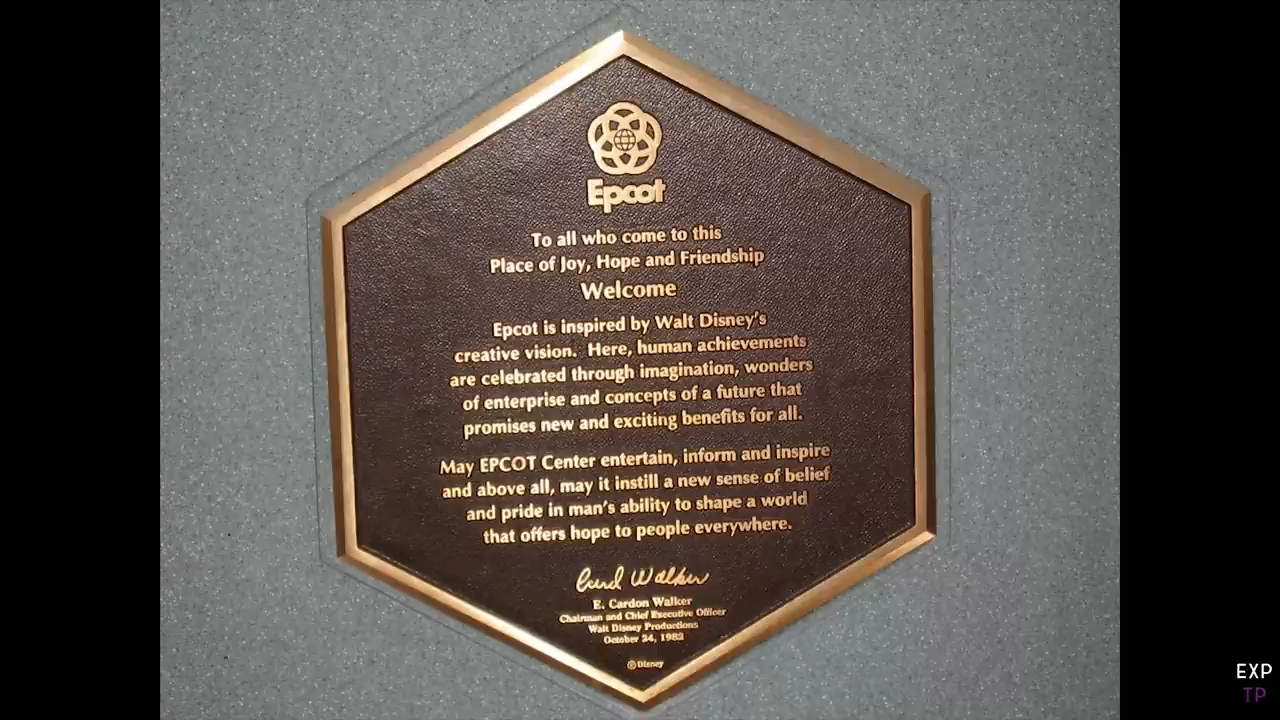 Epcot
To all who come to this
Place of Joy, Hope and Friendship
Welcome
Epcot is inspired by Walt Disney's
creative vision. Here, human achievements
are celebrated through imagination, wonders
of enterprise and concepts of a future that
promises new and exciting benefits for all.
May EPCOT Center entertain, inform and inspire
and above all, may it instill a new sense of belief
and pride in man's ability to shape a world
that offers hope to people everywhere.
Card Walker
E. Cardon Walker
Chairman and Chief Executive Officer
Walt Disney Productions
October 24, 1982
©Disney
EXP
TP